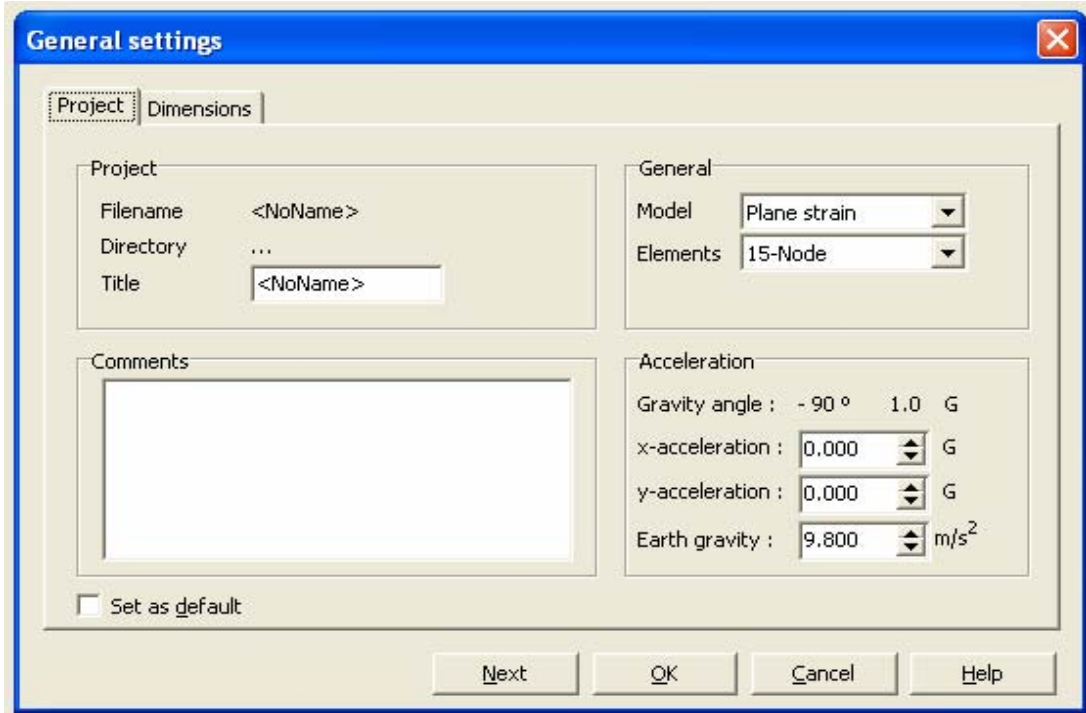 General settings
Project
Dimensions
Project
Filename <NoName>
Directory ...
Title <NoName>
General
Model Plane strain
Elements 15-Node
Comments
Acceleration
Gravity angle : - 90 º 1.0 G
x-acceleration : 0.000 G
y-acceleration : 0.000 G
Earth gravity : 9.800 m/s²
Set as default
Next
OK
Cancel
Help